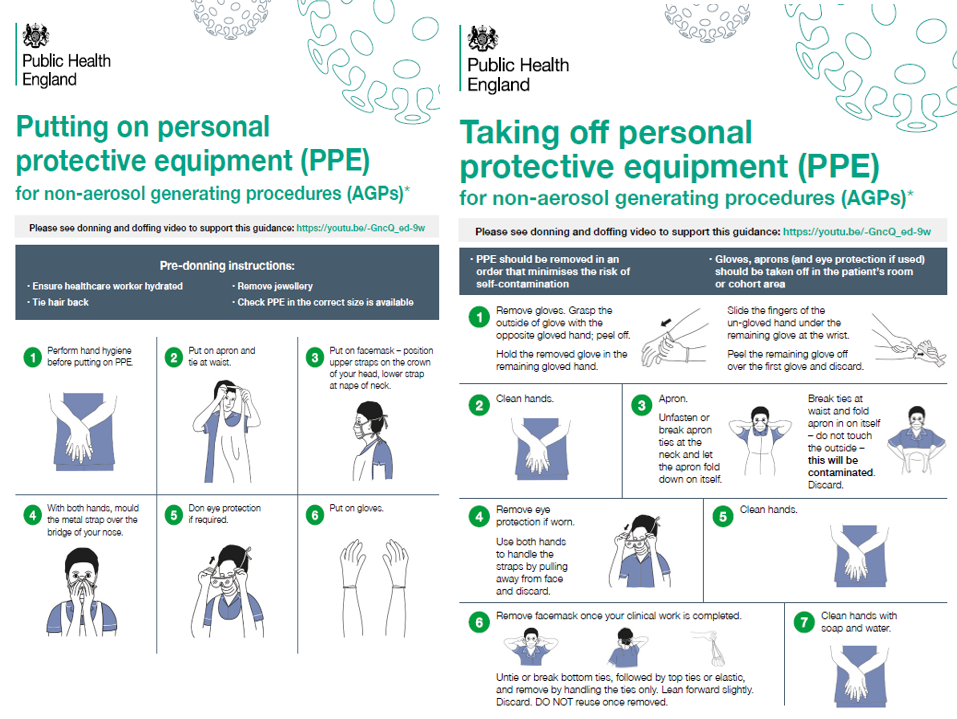 Public Health
England
Putting on personal
protective equipment (PPE)
for non-aerosol generating procedures (AGPs)*
Please see donning and doffing video to support this guidance: https://youtu.be/-GncQ_ed-9w
Pre-donning instructions:
• Ensure healthcare worker hydrated
• Tie hair back
• Remove jewellery
• Check PPE in the correct size is available
1
Perform hand hygiene
before putting on PPE.
2
Put on apron and
tie at waist.
3
Put on facemask – position
upper straps on the crown
of your head, lower strap
at nape of neck.
4
With both hands, mould
the metal strap over the
bridge of your nose.
5
Don eye protection
if required.
6
Put on gloves.
Public Health
England
Taking off personal
protective equipment (PPE)
for non-aerosol generating procedures (AGPs)*
Please see donning and doffing video to support this guidance: https://youtu.be/-GncQ_ed-9w
• PPE should be removed in an
order that minimises the risk of
self-contamination
• Gloves, aprons (and eye protection if used)
should be taken off in the patient's room
or cohort area
1
Remove gloves. Grasp the
outside of glove with the
opposite gloved hand; peel off.
Hold the removed glove in the
remaining gloved hand.
Slide the fingers of the
un-gloved hand under the
remaining glove at the wrist.
Peel the remaining glove off
over the first glove and discard.
2
Clean hands.
3
Apron.
Unfasten or
break apron
ties at the
neck and let
the apron fold
down on itself.
Break ties at
waist and fold
apron in on itself
– do not touch
the outside –
this will be
contaminated.
Discard.
4
Remove eye
protection if worn.
Use both hands
to handle the
straps by pulling
away from face
and discard.
5
Clean hands.
6
Remove facemask once your clinical work is completed.
Untie or break bottom ties, followed by top ties or elastic,
and remove by handling the ties only. Lean forward slightly.
Discard. DO NOT reuse once removed.
7
Clean hands with
soap and water.